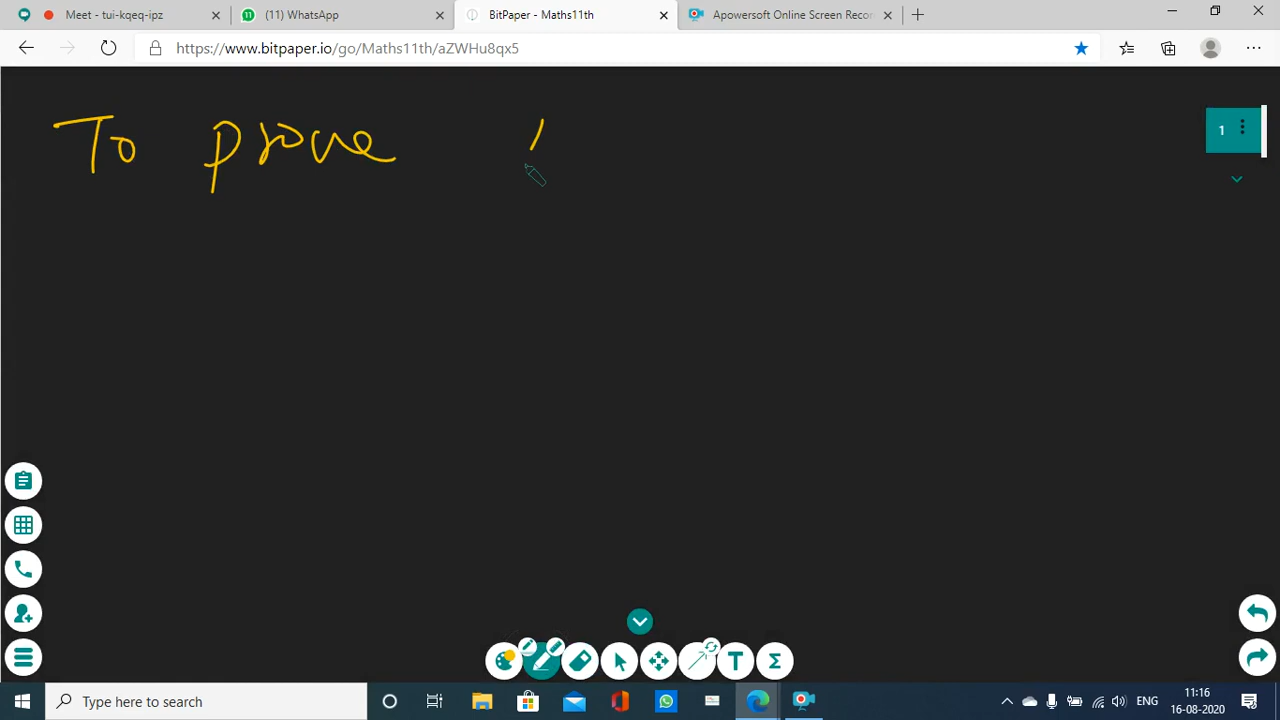 Meet - tui-kqeq-ipz
(11) WhatsApp
BitPaper - Maths11th
Apowersoft Online Screen Recor
https://www.bitpaper.io/go/Maths11th/aZWHu8qx5
To prove
1
T
Σ
Type here to search
ENG
11:16
16-08-2020